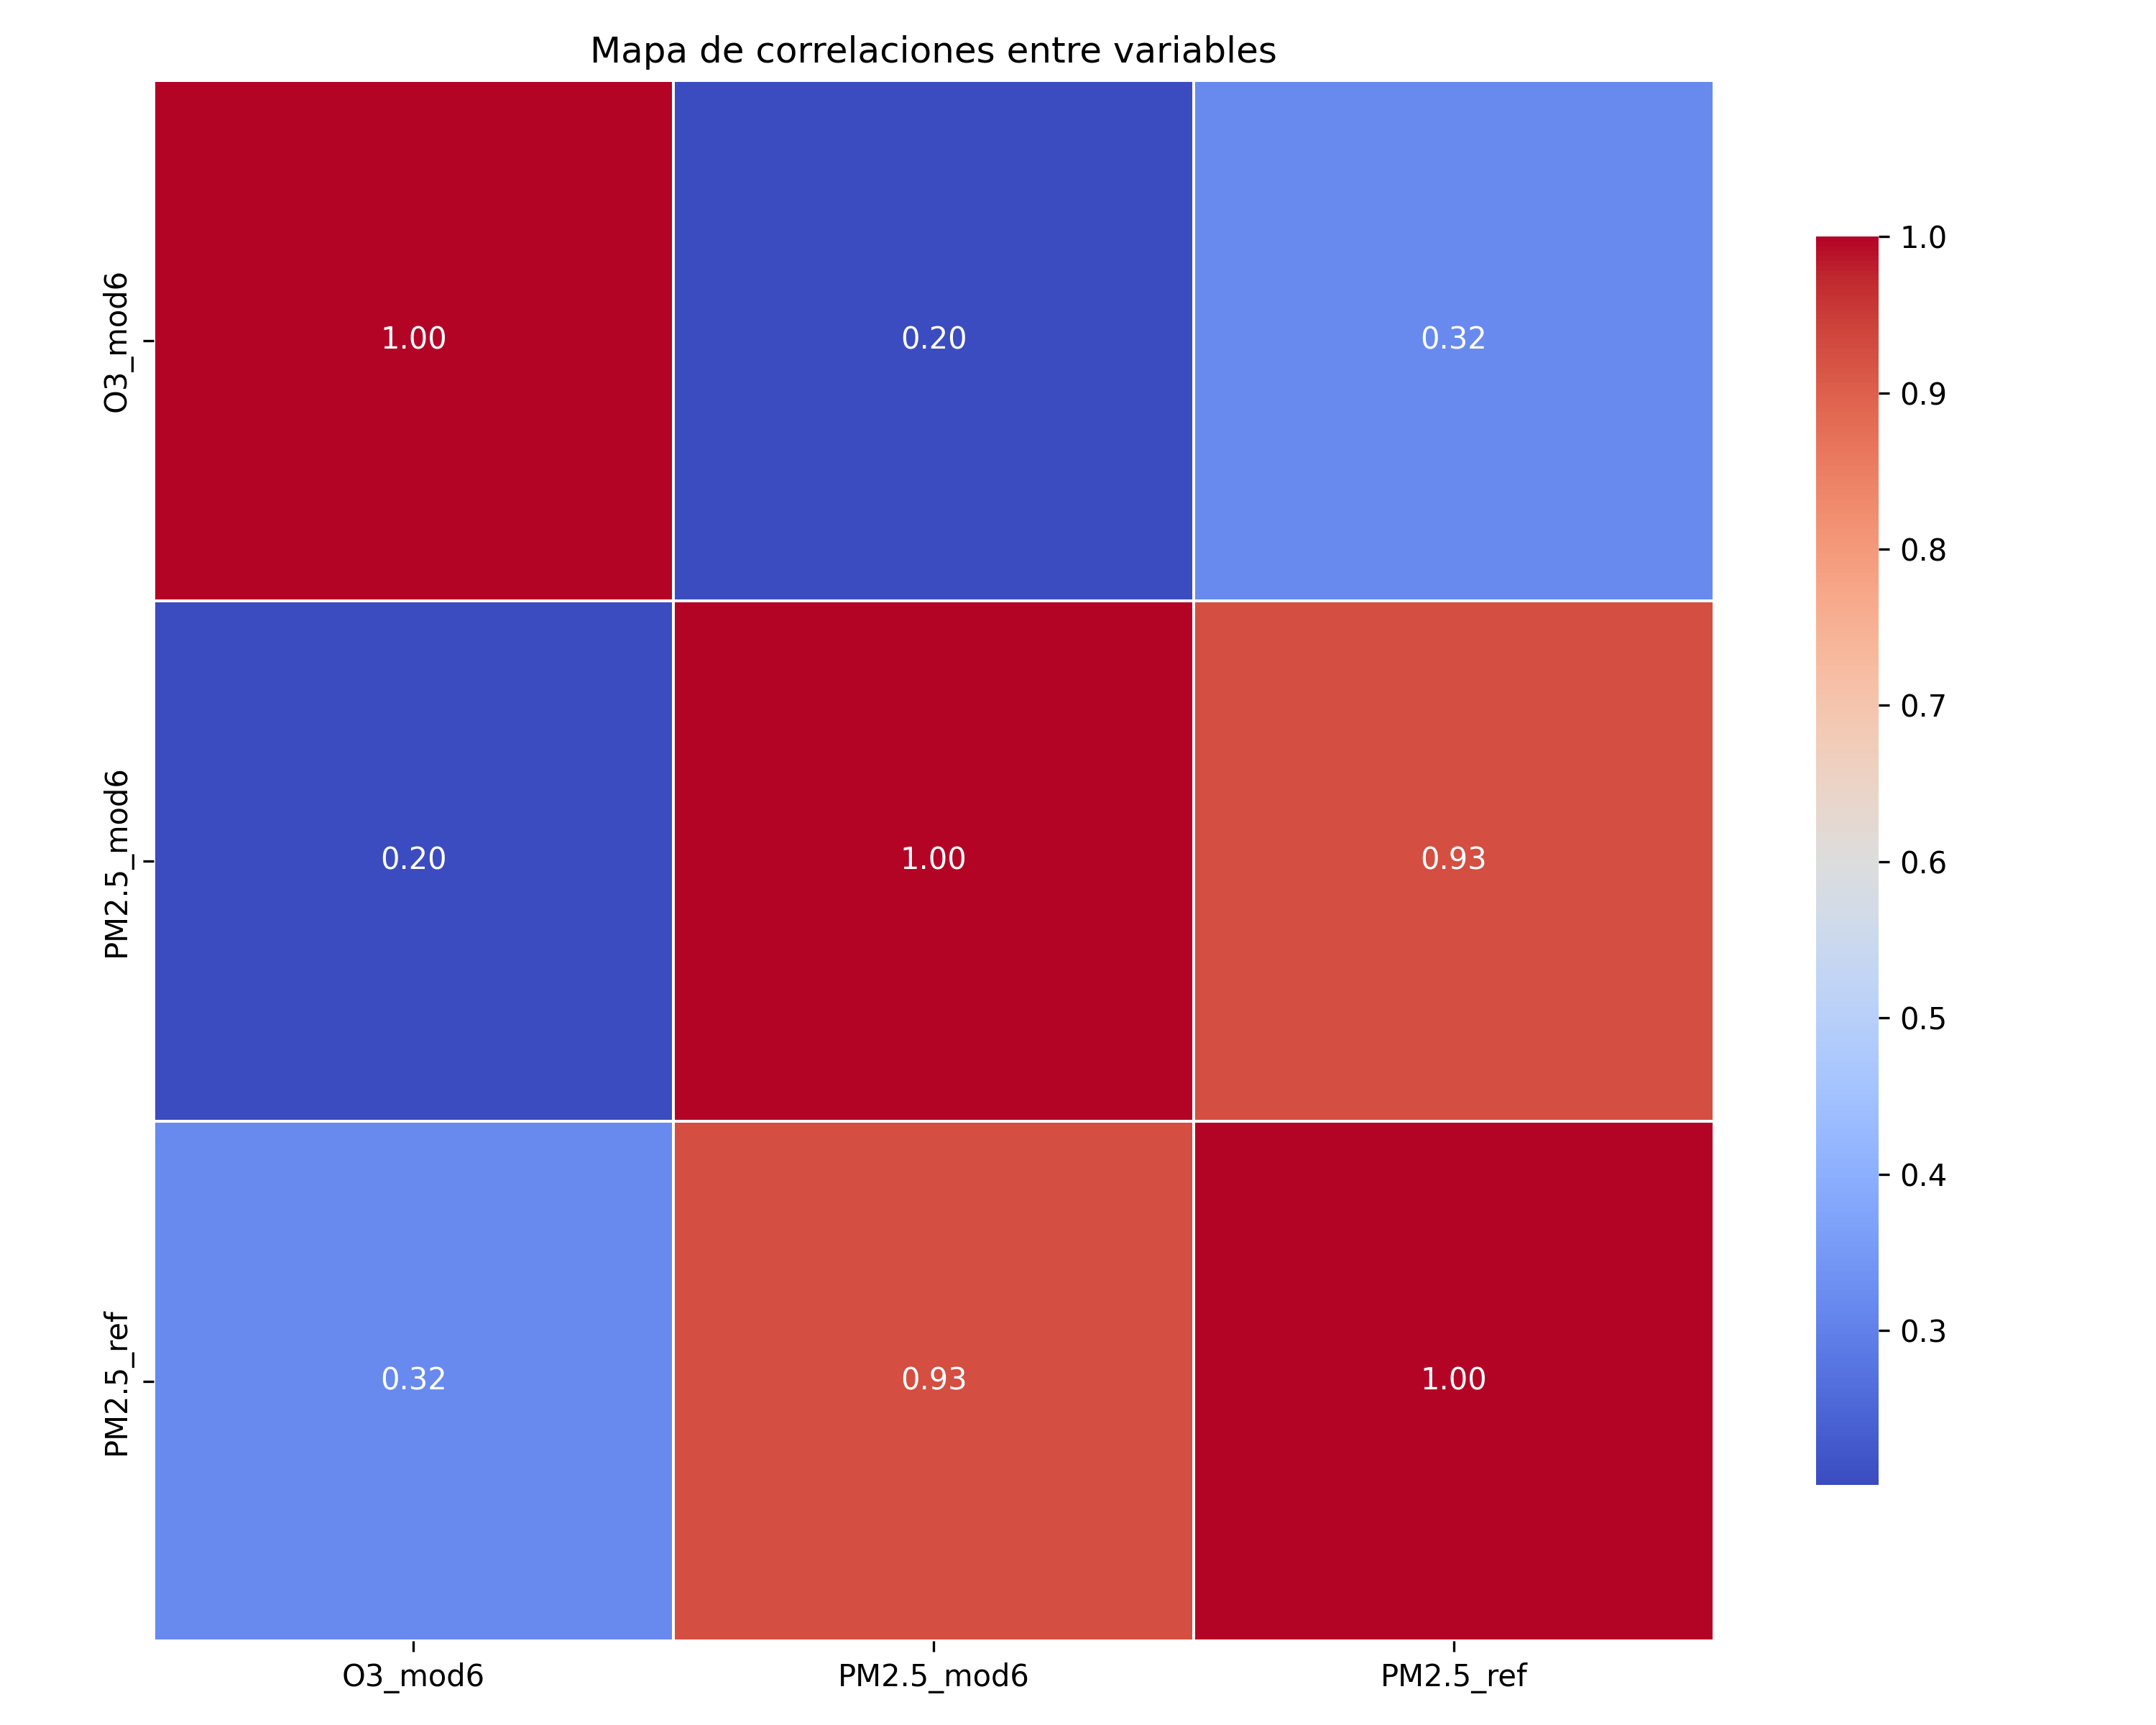 Mapa de correlaciones entre variables
O3_mod6
1.00
0.20
0.32
PM2.5_mod6
0.20
1.00
0.93
PM2.5_ref
0.32
0.93
1.00
O3_mod6
PM2.5_mod6
PM2.5_ref
1.0
0.9
0.8
0.7
0.6
0.5
0.4
0.3